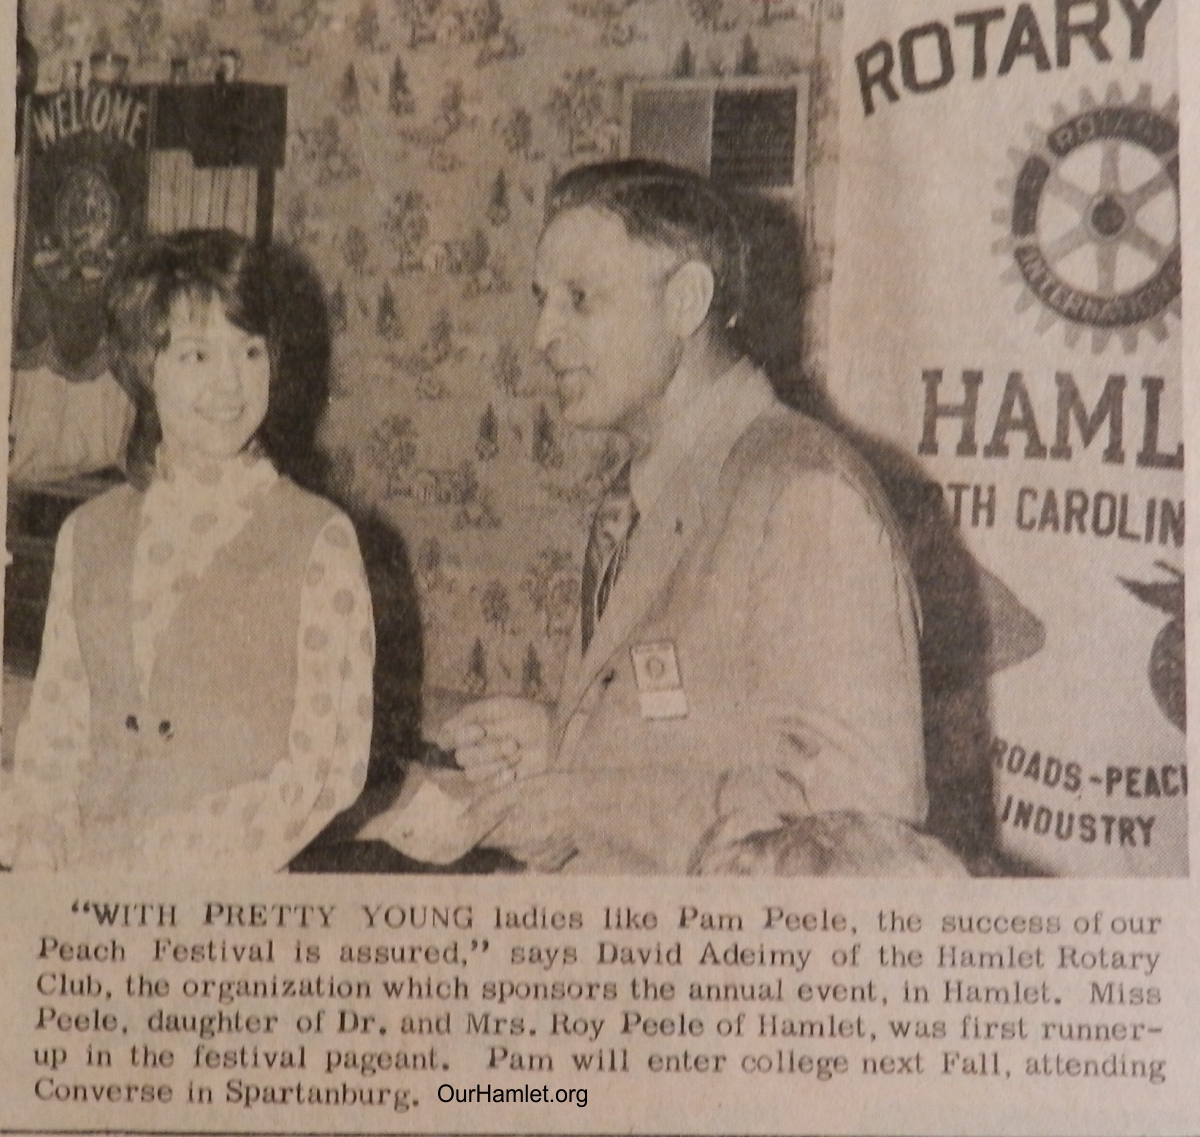 WELCOME
ROTARY
ROTARY
INTERNATIONAL
HAML
TH CAROLIN
ROADS-PEAC
INDUSTRY
“WITH PRETTY YOUNG ladies like Pam Peele, the success of our
Peach Festival is assured,” says David Adeimy of the Hamlet Rotary
Club, the organization which sponsors the annual event, in Hamlet. Miss
Peele, daughter of Dr. and Mrs. Roy Peele of Hamlet, was first runner-
up in the festival pageant. Pam will enter college next Fall, attending
Converse in Spartanburg. OurHamlet.org